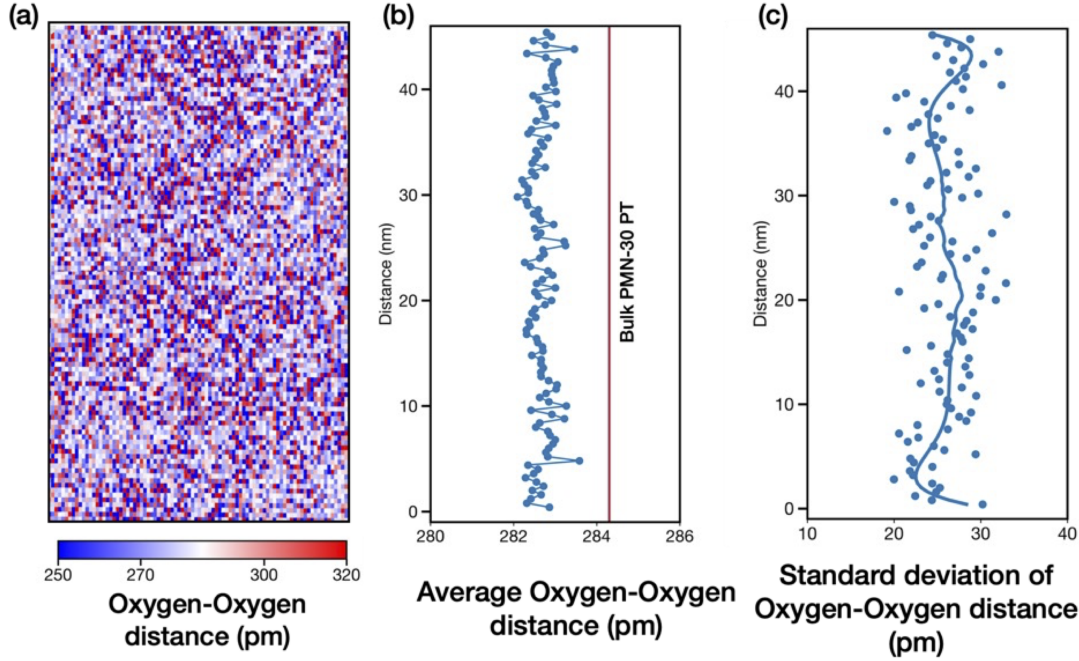 (a)
250
270
300
320
Oxygen-Oxygen
distance (pm)
(b)
Distance (nm)
40
30
20
10
0
Bulk PMN-30 PT
280
282
284
286
Average Oxygen-Oxygen
distance (pm)
(c)
Distance (nm)
40
30
20
10
0
10
20
30
40
Standard deviation of
Oxygen-Oxygen distance
(pm)